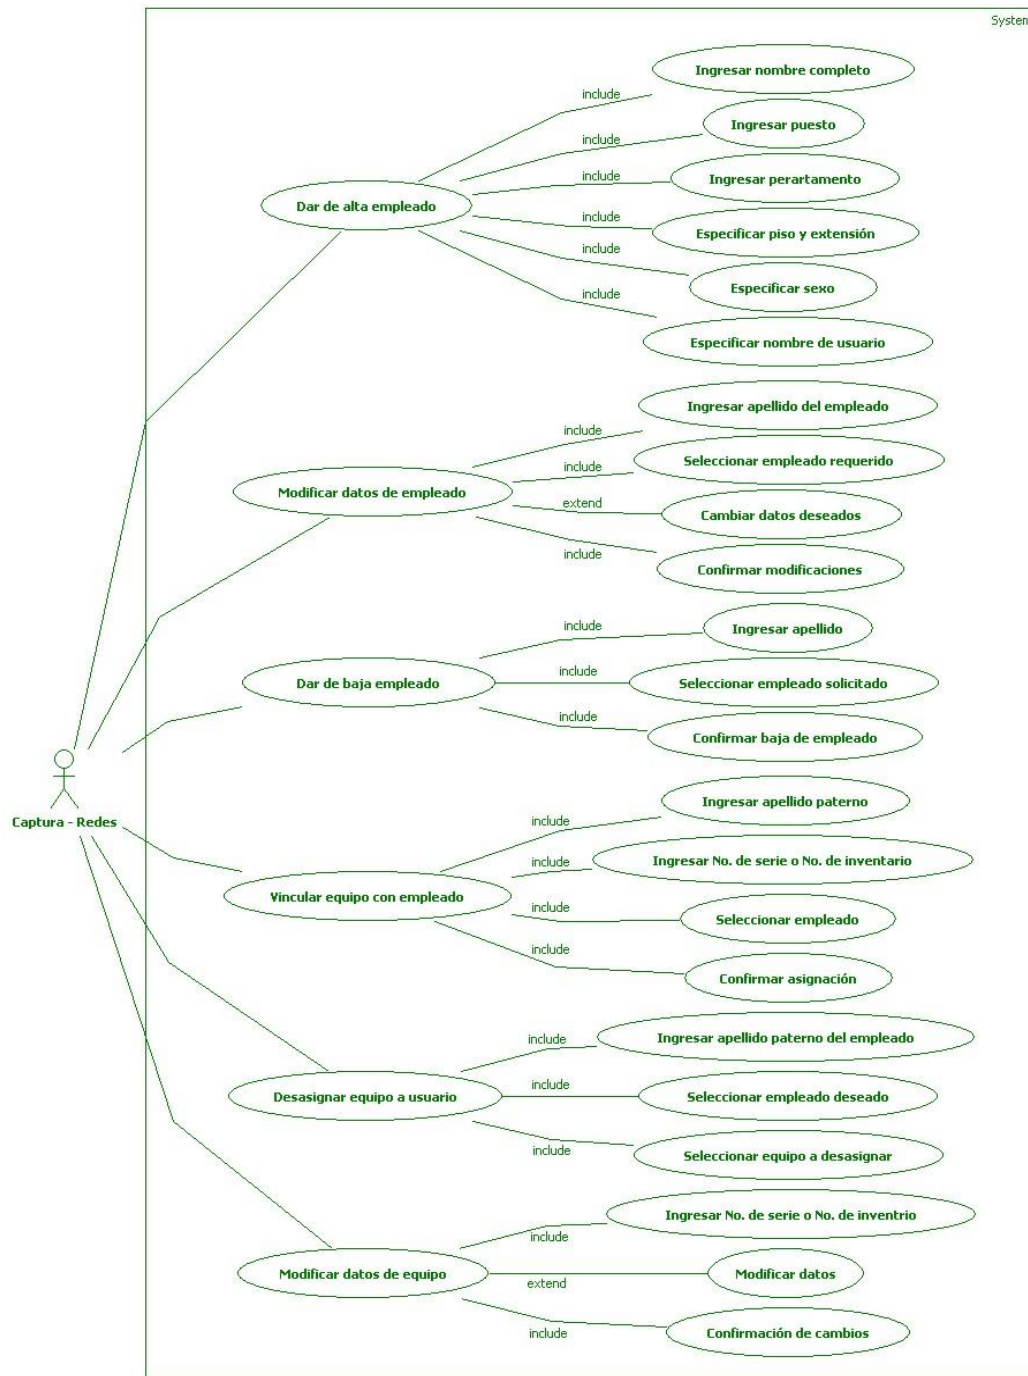 System
Ingresar nombre completo
include
Ingresar puesto
include
Ingresar perartamento
include
Dar de alta empleado
Especificar piso y extensión
include
Especificar sexo
include
Especificar nombre de usuario
include
Ingresar apellido del empleado
include
Seleccionar empleado requerido
include
Modificar datos de empleado
extend
Cambiar datos deseados
include
Confirmar modificaciones
include
Ingresar apellido
Dar de baja empleado
include
Seleccionar empleado solicitado
include
Confirmar baja de empleado
Captura - Redes
include
Ingresar apellido paterno
include
Ingresar No. de serie o No. de inventario
Vincular equipo con empleado
include
Seleccionar empleado
include
Confirmar asignación
include
Ingresar apellido paterno del empleado
Desasignar equipo a usuario
include
Seleccionar empleado deseado
include
Seleccionar equipo a desasignar
Ingresar No. de serie o No. de inventrio
include
Modificar datos de equipo
extend
Modificar datos
include
Confirmación de cambios